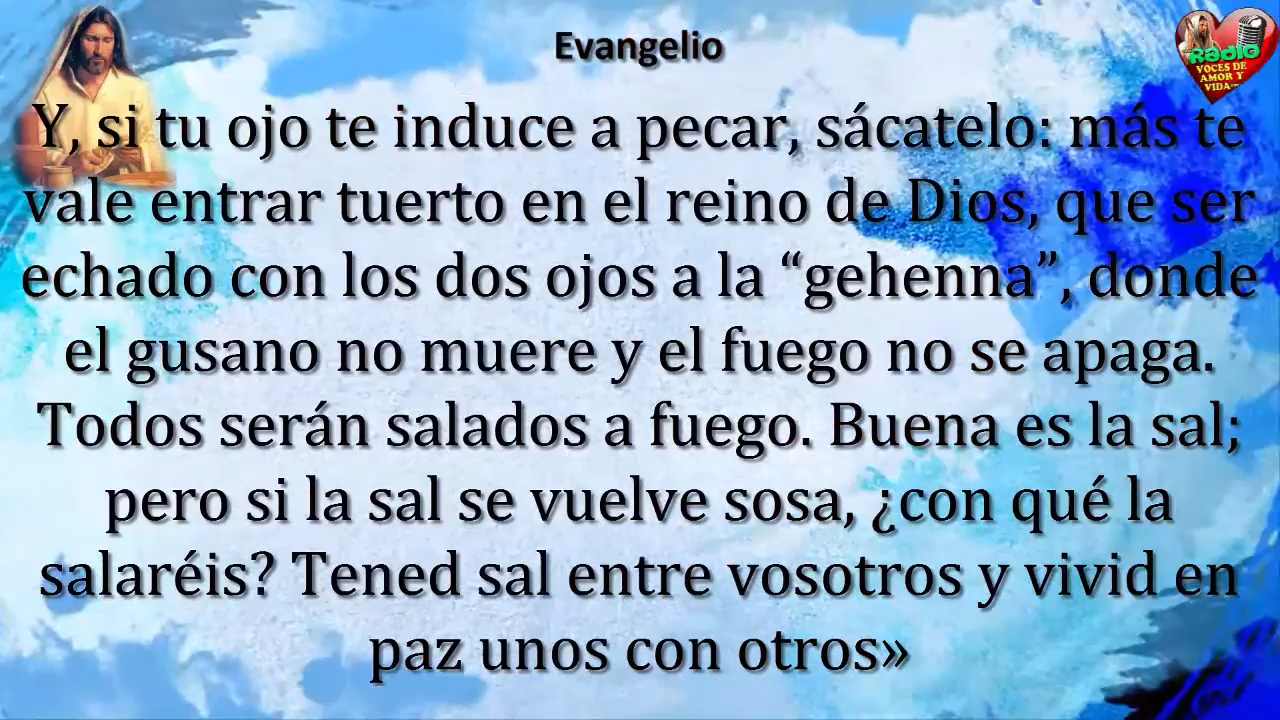 Evangelio
Radio
VOCES DE
AMOR Y
VIDA
Y, si tu ojo te induce a pecar, sácatelo: más te
vale entrar tuerto en el reino de Dios, que ser
echado con los dos ojos a la “gehenna”, donde
el gusano no muere y el fuego no se apaga.
Todos serán salados a fuego. Buena es la sal;
pero si la sal se vuelve sosa, ¿con qué la
salaréis? Tened sal entre vosotros y vivid en
paz unos con otros»